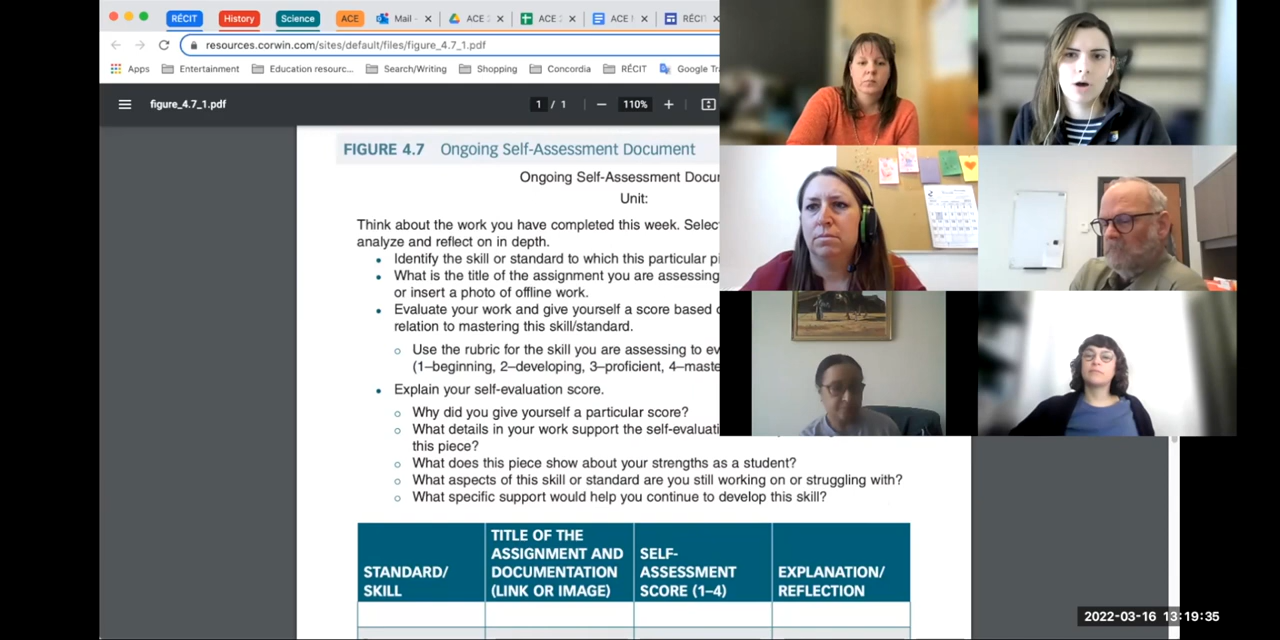 RÉCIT History Science ACE Mail - ACE ACE ACE RÉCI
resources.corwin.com/sites/default/files/figure_4.7_1.pdf
Apps Entertainment Education resourc... Search/Writing Shopping Concordia RÉCIT Google Tra
figure_4.7_1.pdf 1 / 1 110%
FIGURE 4.7 Ongoing Self-Assessment Document
Ongoing Self-Assessment Docu
Unit:
Think about the work you have completed this week. Select
analyze and reflect on in depth.
• Identify the skill or standard to which this particular pi
• What is the title of the assignment you are assessing
or insert a photo of offline work.
• Evaluate your work and give yourself a score based o
relation to mastering this skill/standard.
○ Use the rubric for the skill you are assessing to ev
(1–beginning, 2–developing, 3–proficient, 4–maste
• Explain your self-evaluation score.
○ Why did you give yourself a particular score?
○ What details in your work support the self-evaluati
this piece?
○ What does this piece show about your strengths as a student?
○ What aspects of this skill or standard are you still working on or struggling with?
○ What specific support would help you continue to develop this skill?
STANDARD/
SKILL
TITLE OF THE
ASSIGNMENT AND
DOCUMENTATION
(LINK OR IMAGE)
SELF-
ASSESSMENT
SCORE (1–4)
EXPLANATION/
REFLECTION
2022-03-16 13:19:35